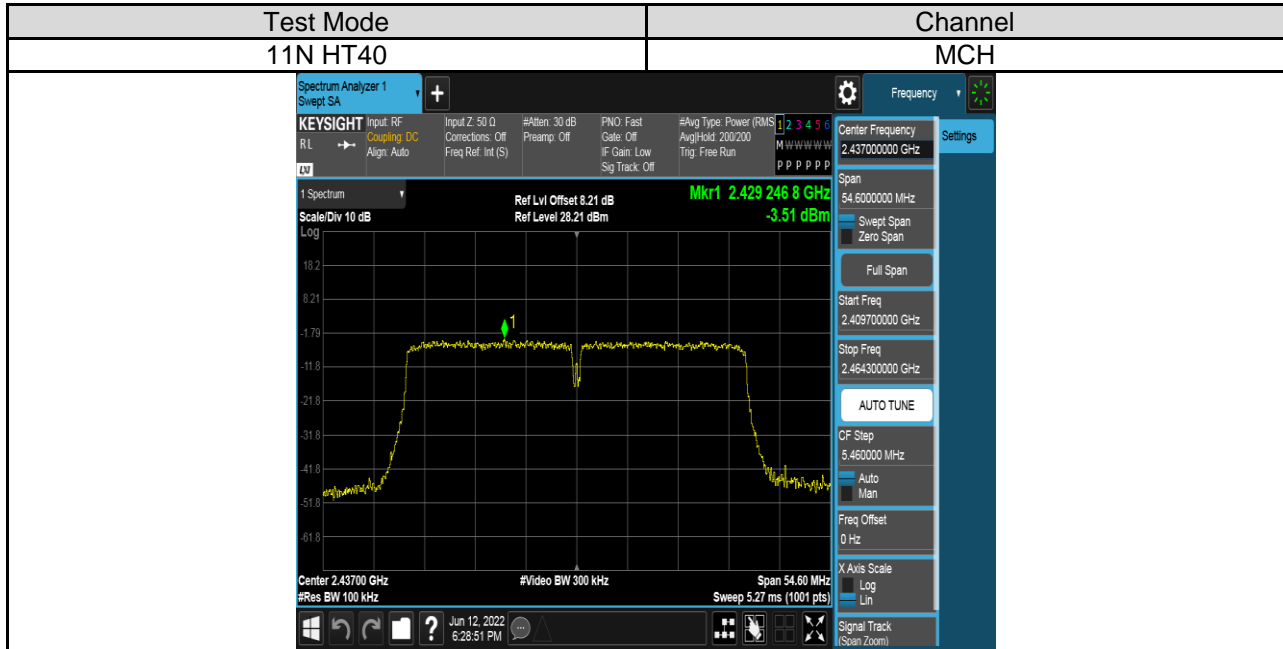 Test Mode Channel
11N HT40 MCH
Spectrum Analyzer 1
Swept SA
+
Frequency
KEYSIGHT Input: RF Input Z: 50 Ω #Atten: 30 dB PNO: Fast #Avg Type: Power (RMS 1 2 3 4 5 6
RL Coupling: DC Corrections: Off Preamp: Off Gate: Off Avg|Hold: 200/200 M W W W W W
Align: Auto Freq Ref: Int (S) IF Gain: Low Trig: Free Run
Sig Track: Off P P P P P P
LXI
1 Spectrum
Ref Lvl Offset 8.21 dB Mkr1 2.429 246 8 GHz
Scale/Div 10 dB Ref Level 28.21 dBm -3.51 dBm
Log
18.2
8.21
-1.79
-11.8
-21.8
-31.8
-41.8
-51.8
-61.8
1
Center 2.43700 GHz #Video BW 300 kHz Span 54.60 MHz
#Res BW 100 kHz Sweep 5.27 ms (1001 pts)
?
Jun 12, 2022
6:28:51 PM
Center Frequency
2.437000000 GHz
Settings
Span
54.6000000 MHz
Swept Span
Zero Span
Full Span
Start Freq
2.409700000 GHz
Stop Freq
2.464300000 GHz
AUTO TUNE
CF Step
5.460000 MHz
Auto
Man
Freq Offset
0 Hz
X Axis Scale
Log
Lin
Signal Track
(Span Zoom)